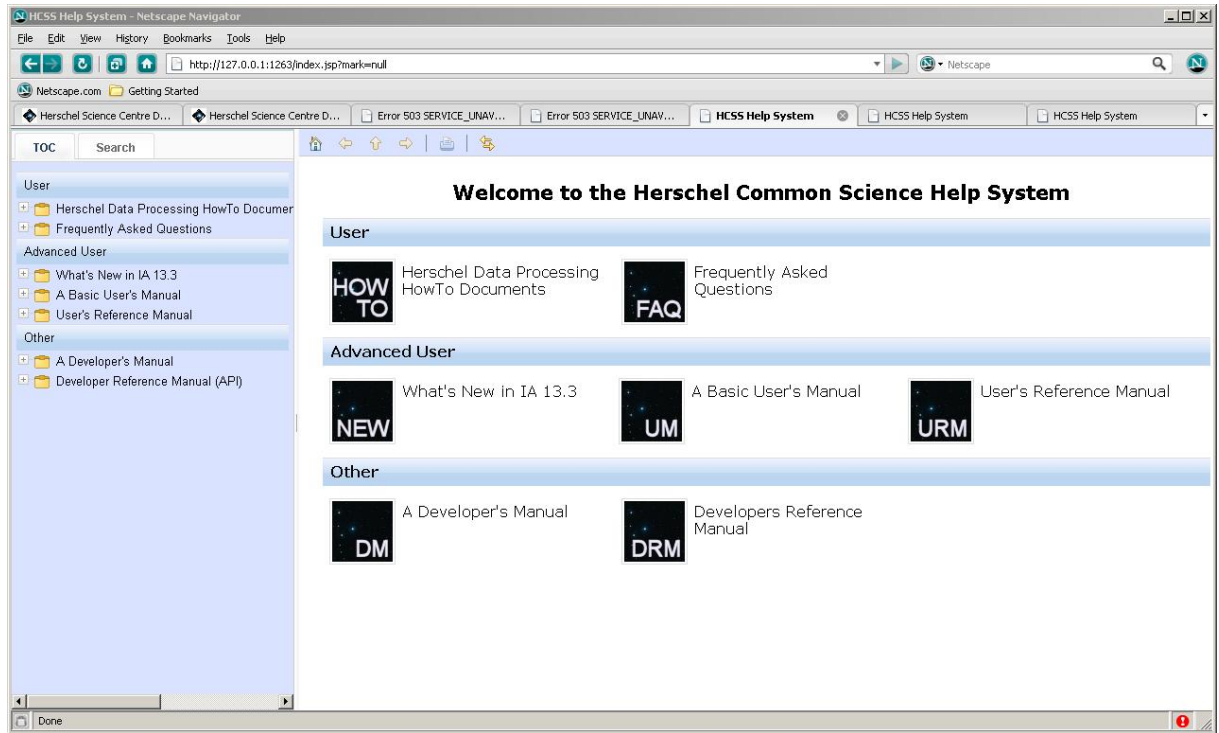 HCSS Help System - Netscape Navigator
File Edit View History Bookmarks Tools Help
http://127.0.0.1:1263/index.jsp?mark=null
Netscape
Netscape.com Getting Started
Herschel Science Centre D... Herschel Science Centre D... Error 503 SERVICE_UNAV... Error 503 SERVICE_UNAV... HCSS Help System HCSS Help System HCSS Help System
TOC Search
User
Herschel Data Processing HowTo Documen
Frequently Asked Questions
Advanced User
What's New in IA 13.3
A Basic User's Manual
User's Reference Manual
Other
A Developer's Manual
Developer Reference Manual (API)
Welcome to the Herschel Common Science Help System
User
HOW TO
Herschel Data Processing
HowTo Documents
FAQ
Frequently Asked
Questions
Advanced User
NEW
What's New in IA 13.3
UM
A Basic User's Manual
URM
User's Reference Manual
Other
DM
A Developer's Manual
DRM
Developers Reference
Manual
Done